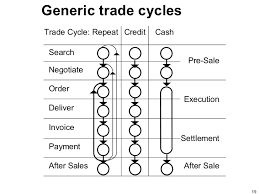 Generic trade cycles
Trade Cycle: Repeat Credit Cash
Search
Pre-Sale
Negotiate
Order
Execution
Deliver
Invoice
Settlement
Payment
After Sales After Sale
19